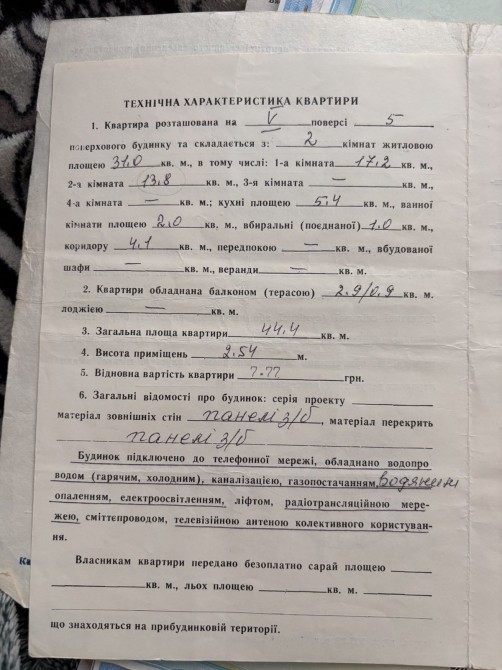 ТЕХНІЧНА ХАРАКТЕРИСТИКА КВАРТИРИ
1. Квартира розташована на V поверсі 5
поверхового будинку та складається з: 2 кімнат житловою
площею 31.0 кв. м., в тому числі: 1-а кімната 17.2 кв. м.,
2-а кімната 13.8 кв. м., 3-я кімната — кв. м.,
4-а кімната — кв. м.; кухні площею 5.4 кв. м., ванної
кімнати площею 2.0 кв. м., вбиральні (поєднаної) 1.0 кв. м.,
коридору 4.1 кв. м., передпокою — кв. м., вбудованої
шафи — кв. м., веранди — кв. м.
2. Квартири обладнана балконом (терасою) 2.9/0.9 кв. м.
лоджією — кв. м.
3. Загальна площа квартири 44.4 кв. м.
4. Висота приміщень 2.54 м.
5. Відновна вартість квартири 7.77 грн.
6. Загальні відомості про будинок: серія проекту
матеріал зовнішніх стін панелі з/б, матеріал перекрить
панелі з/б
Будинок підключено до телефонної мережі, обладнано водопро
водом (гарячим, холодним), каналізацією, газопостачанням, водяним
опаленням, електроосвітленням, ліфтом, радіотрансляційною мере-
жею, сміттепроводом, телевізійною антеною колективного користуван-
ня.
Власникам квартири передано безоплатно сарай площею
кв. м., льох площею кв. м.
що знаходяться на прибудинковій території.